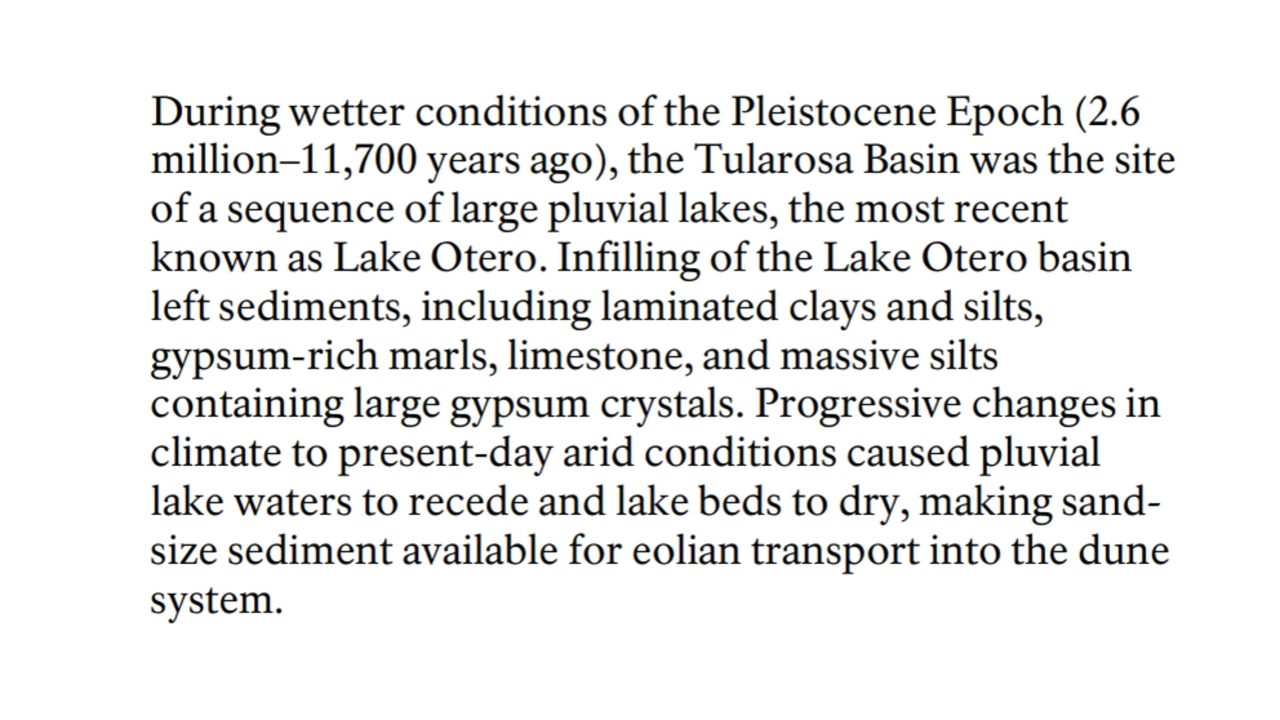 During wetter conditions of the Pleistocene Epoch (2.6
million–11,700 years ago), the Tularosa Basin was the site
of a sequence of large pluvial lakes, the most recent
known as Lake Otero. Infilling of the Lake Otero basin
left sediments, including laminated clays and silts,
gypsum-rich marls, limestone, and massive silts
containing large gypsum crystals. Progressive changes in
climate to present-day arid conditions caused pluvial
lake waters to recede and lake beds to dry, making sand-
size sediment available for eolian transport into the dune
system.